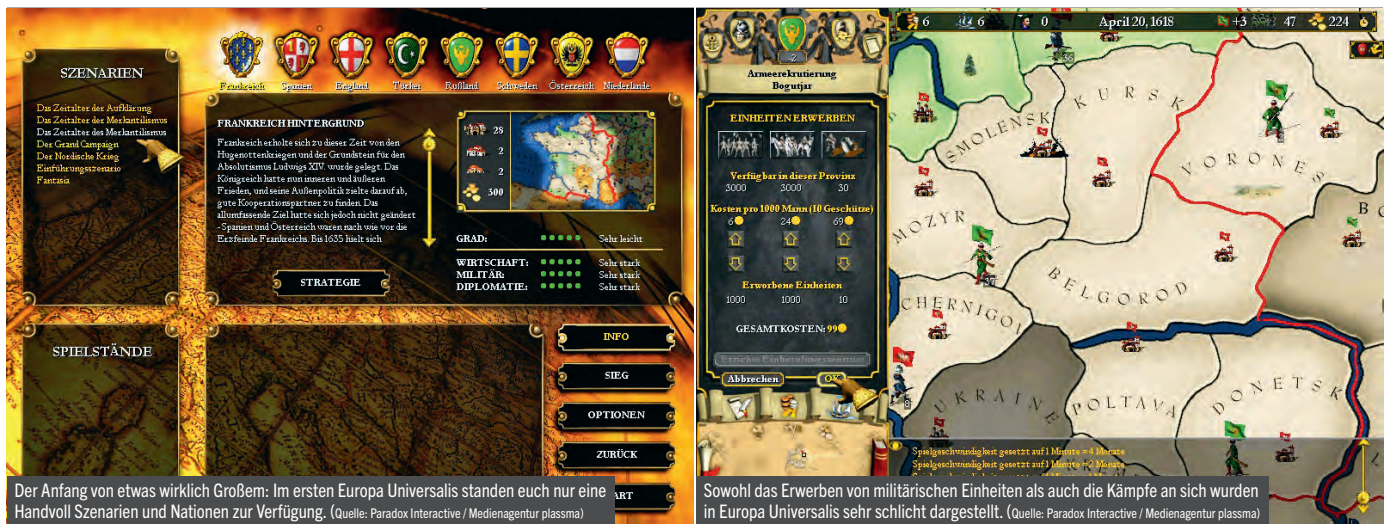 SZENARIEN
Das Zeitalter der Aufklärung
Das Zeitalter des Merkantilismus
Das Zeitalter des Merkantilismus
Der Grand Campaign
Der Nordische Krieg
Einführungsszenario
Fantasia
Frankreich Spanien England Türkei Rußland Schweden Österreich Niederlande
FRANKREICH HINTERGRUND
Frankreich erholte sich zu dieser Zeit von den
Hugenottenkriegen und der Grundstein für den
Absolutismus Ludwigs XIV. wurde gelegt. Das
Königreich hatte nun inneren und äußeren
Frieden, und seine Außenpolitik zielte darauf ab,
gute Kooperationspartner zu finden. Das
allumfassende Ziel hatte sich jedoch nicht geändert
- Spanien und Österreich waren nach wie vor die
Erzfeinde Frankreichs. Bis 1635 hielt sich
28
2
2
300
GRAD: Sehr leicht
WIRTSCHAFT: Sehr stark
MILITÄR: Sehr stark
DIPLOMATIE: Sehr stark
STRATEGIE
SPIELSTÄNDE
INFO
SIEG
OPTIONEN
ZURÜCK
ART
Der Anfang von etwas wirklich Großem: Im ersten Europa Universalis standen euch nur eine
Handvoll Szenarien und Nationen zur Verfügung. (Quelle: Paradox Interactive / Medienagentur plassma)
6 6 0 April 20, 1618 +3 47 224
-2
Armeerekrutierung
Bogutjar
EINHEITEN ERWERBEN
Verfügbar in dieser Provinz
3000 3000 30
Kosten pro 1000 Mann (10 Geschütze)
6 24 69
Erworbene Einheiten
1000 1000 10
GESAMTKOSTEN: 99
Errichte Einberufungszentrum
Abbrechen OK
36
SMOLENSK
KURSK
VORONES
MOZYR
37
BELGOROD
CHERNIGOV
8
UKRAINE
POLTAVA
DONETSK
Spielgeschwindigkeit gesetzt auf 1 Minute = 4 Monate
Spielgeschwindigkeit gesetzt auf 1 Minute = 2 Monate
Sowohl das Erwerben von militärischen Einheiten als auch die Kämpfe an sich wurden
in Europa Universalis sehr schlicht dargestellt. (Quelle: Paradox Interactive / Medienagentur plassma)